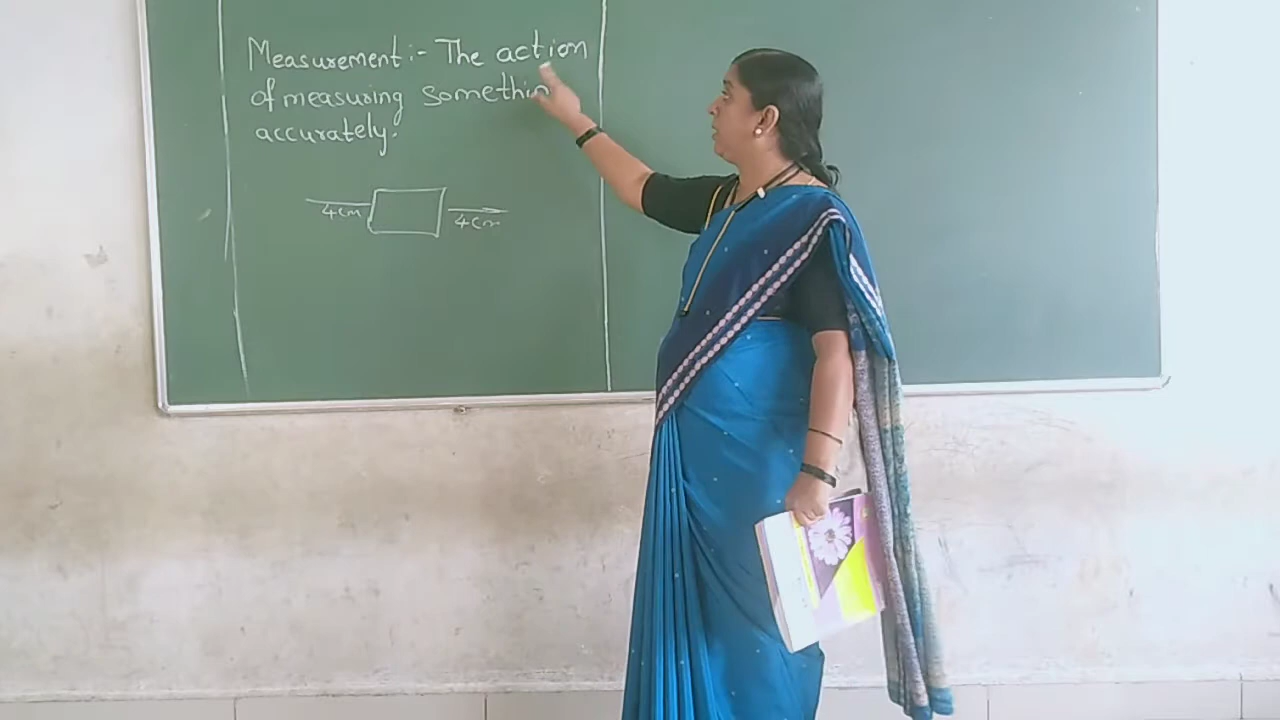 Measurement:- The action
of measuring somethin
accurately.
4cm
4cm